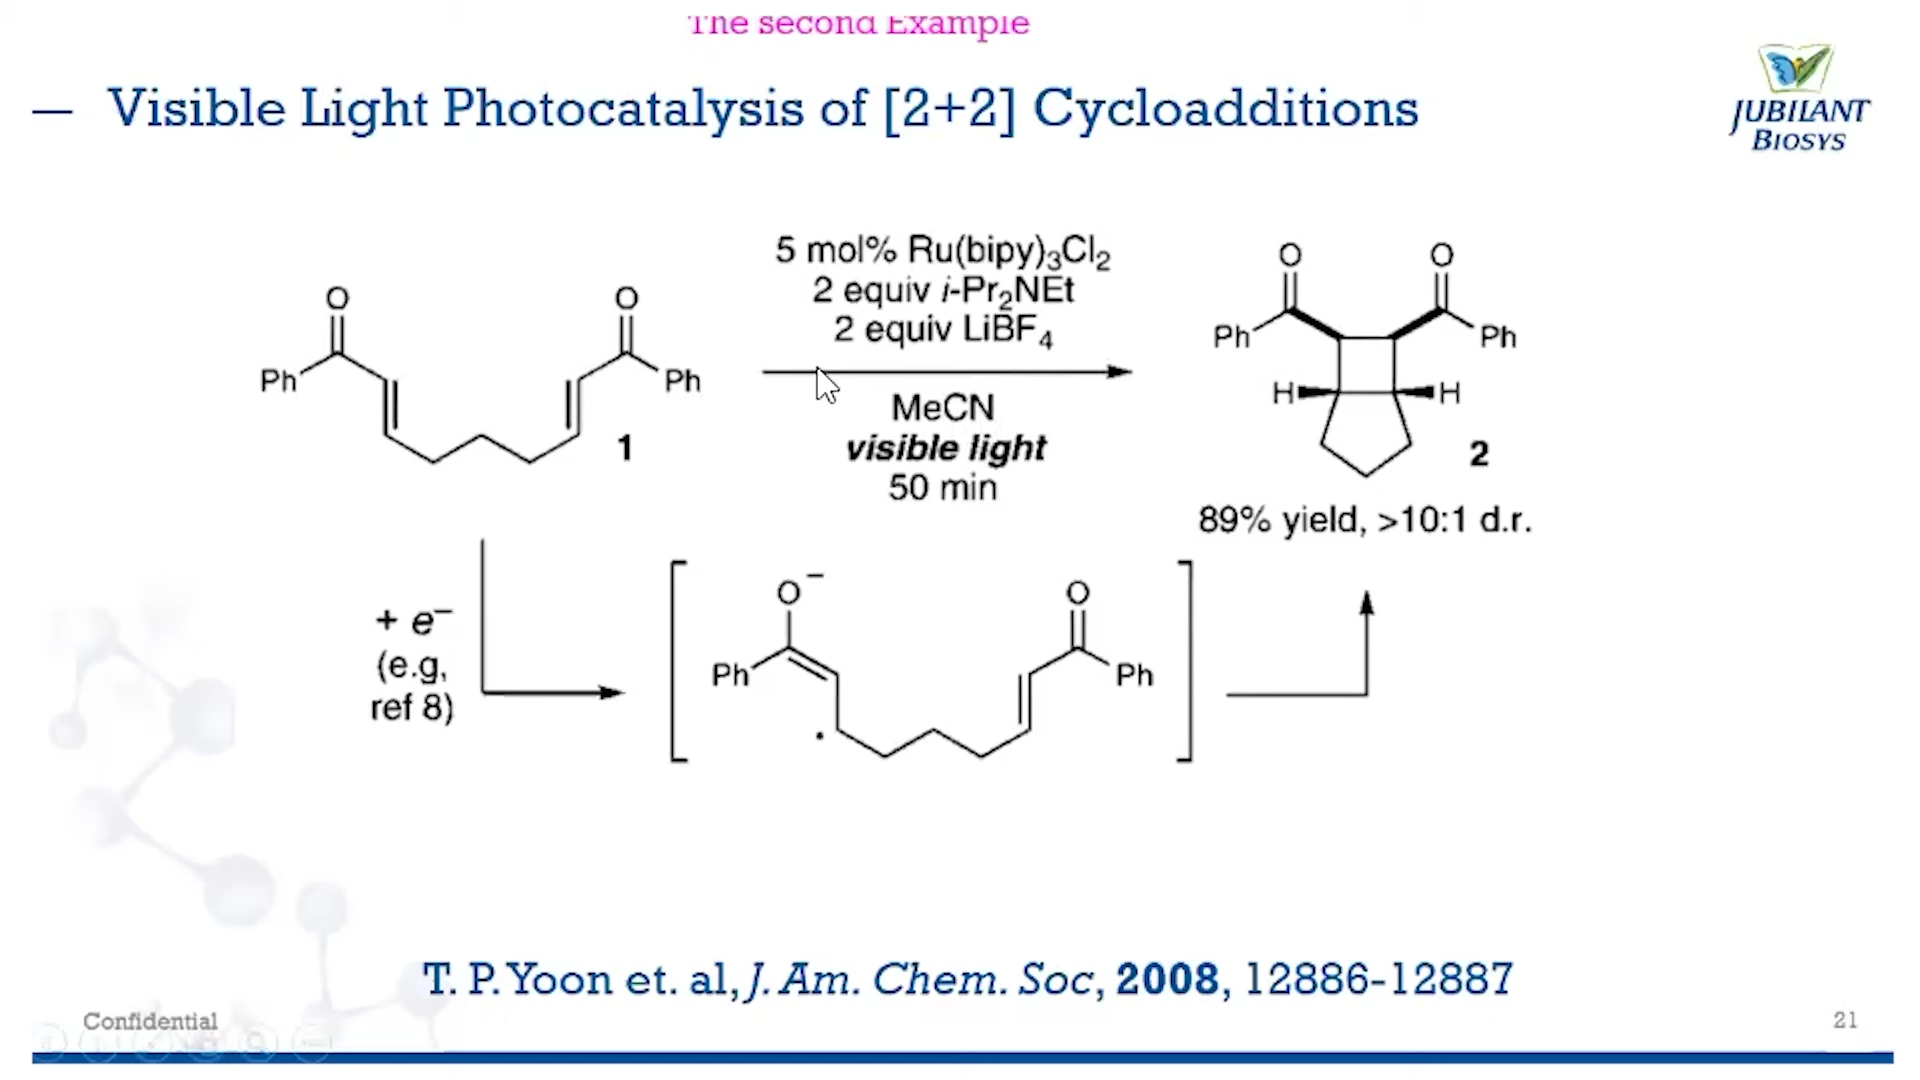 The second Example
— Visible Light Photocatalysis of [2+2] Cycloadditions
JUBILANT
BIOSYS
5 mol% Ru(bipy)₃Cl₂
2 equiv i-Pr₂NEt
2 equiv LiBF₄
MeCN
visible light
50 min
O
O
Ph
Ph
1
O
O
Ph
Ph
H
H
2
89% yield, >10:1 d.r.
+ e⁻
(e.g,
ref 8)
O⁻
O
Ph
Ph
T. P. Yoon et. al, J. Am. Chem. Soc, 2008, 12886-12887
Confidential
21